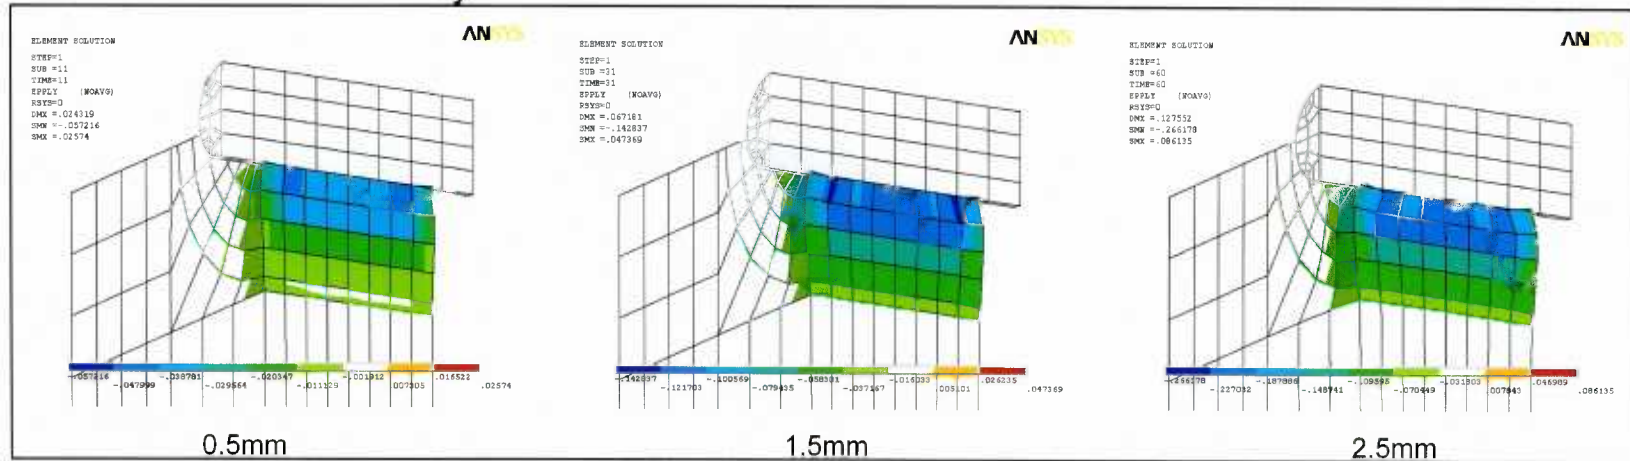 ANSYS
ELEMENT SOLUTION
STEP=1
SUB =11
TIME=11
EPPLY (NOAVG)
RSYS=0
DMX =.024319
SMN =-.057216
SMX =.02574
-.057216
-.047999
-.038781
-.029564
-.020347
-.011129
-.001912
.007305
.016522
.02574
0.5mm
ANSYS
ELEMENT SOLUTION
STEP=1
SUB =31
TIME=31
EPPLY (NOAVG)
RSYS=0
DMX =.067181
SMN =-.142837
SMX =.047369
-.142837
-.121703
-.100569
-.079435
-.058301
-.037167
-.016033
.005101
.026235
.047369
1.5mm
ANSYS
ELEMENT SOLUTION
STEP=1
SUB =60
TIME=60
EPPLY (NOAVG)
RSYS=0
DMX =.127552
SMN =-.266178
SMX =.086135
-.266178
-.227032
-.187886
-.148741
-.109595
-.070449
-.031303
.007843
.046989
.086135
2.5mm